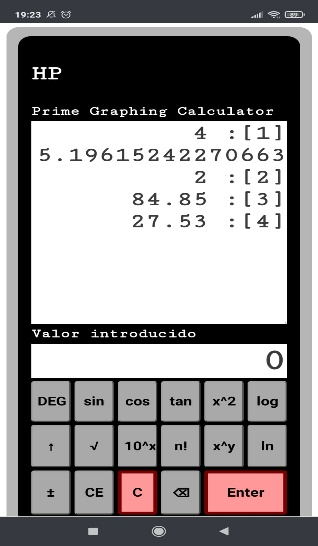 19:23
HP
Prime Graphing Calculator
4 :[1]
5.19615242270663
2 :[2]
84.85 :[3]
27.53 :[4]
Valor introducido
0
DEG sin cos tan x^2 log
↑ √ 10^x n! x^y ln
± CE C ⌫ Enter